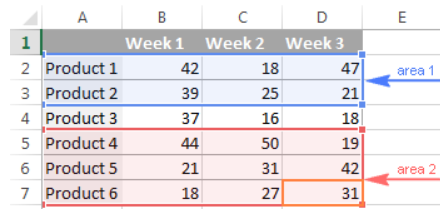 A B C D E
1 Week 1 Week 2 Week 3
2 Product 1 42 18 47 area 1
3 Product 2 39 25 21
4 Product 3 37 16 18
5 Product 4 44 50 19
6 Product 5 21 31 42 area 2
7 Product 6 18 27 31